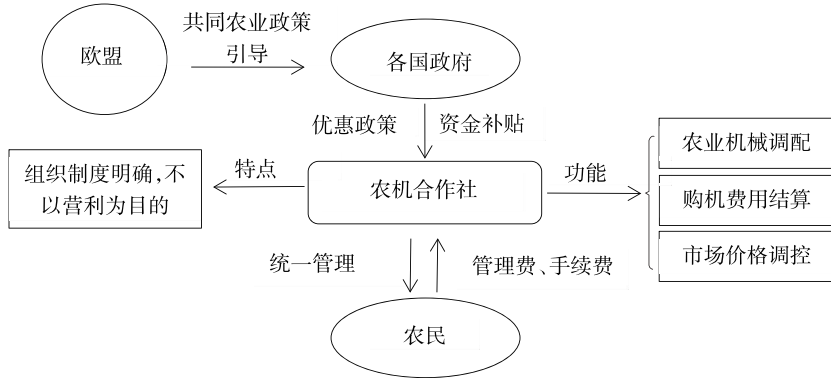 欧盟
共同农业政策
引导
各国政府
优惠政策
资金补贴
组织制度明确,不
以营利为目的
特点
农机合作社
功能
农业机械调配
购机费用结算
市场价格调控
统一管理
管理费、手续费
农民